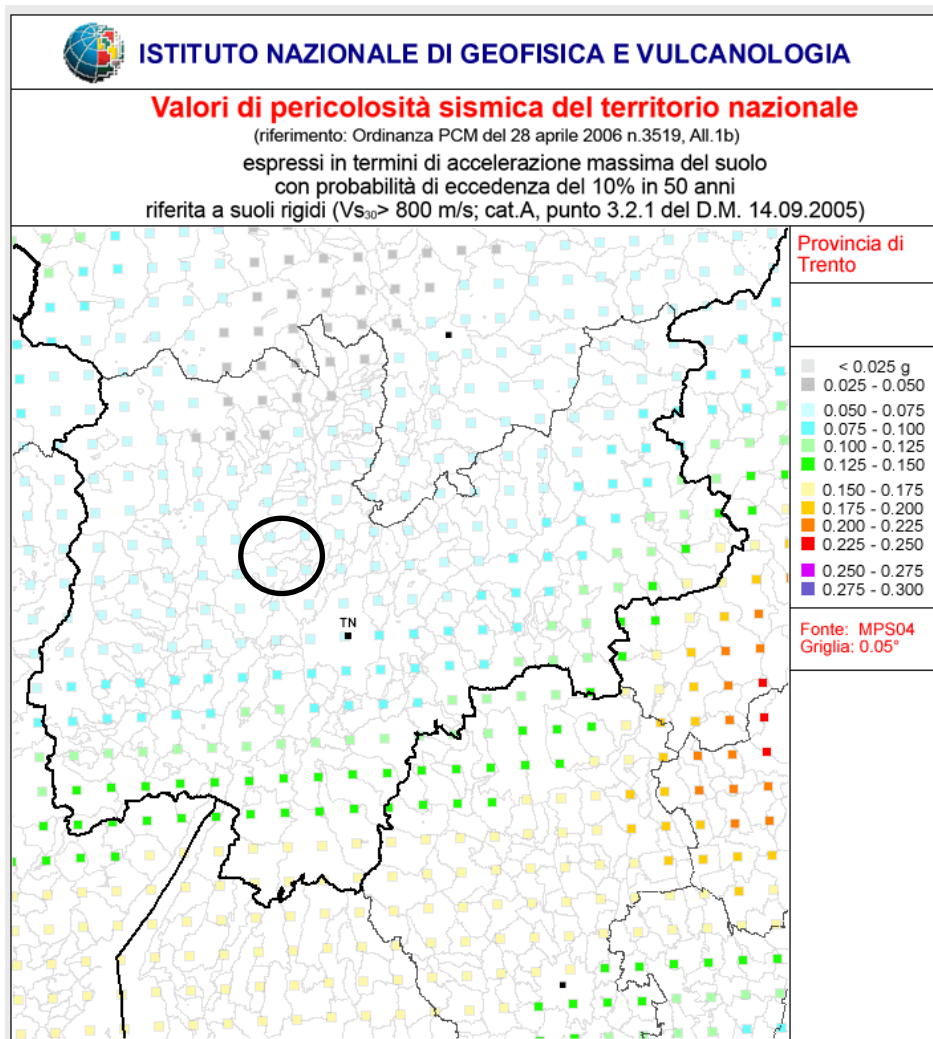 ISTITUTO NAZIONALE DI GEOFISICA E VULCANOLOGIA
Valori di pericolosità sismica del territorio nazionale
(riferimento: Ordinanza PCM del 28 aprile 2006 n.3519, All.1b)
espressi in termini di accelerazione massima del suolo
con probabilità di eccedenza del 10% in 50 anni
riferita a suoli rigidi (Vs₃₀> 800 m/s; cat.A, punto 3.2.1 del D.M. 14.09.2005)
Provincia di
Trento
< 0.025 g
0.025 - 0.050
0.050 - 0.075
0.075 - 0.100
0.100 - 0.125
0.125 - 0.150
0.150 - 0.175
0.175 - 0.200
0.200 - 0.225
0.225 - 0.250
0.250 - 0.275
0.275 - 0.300
Fonte: MPS04
Griglia: 0.05°
TN